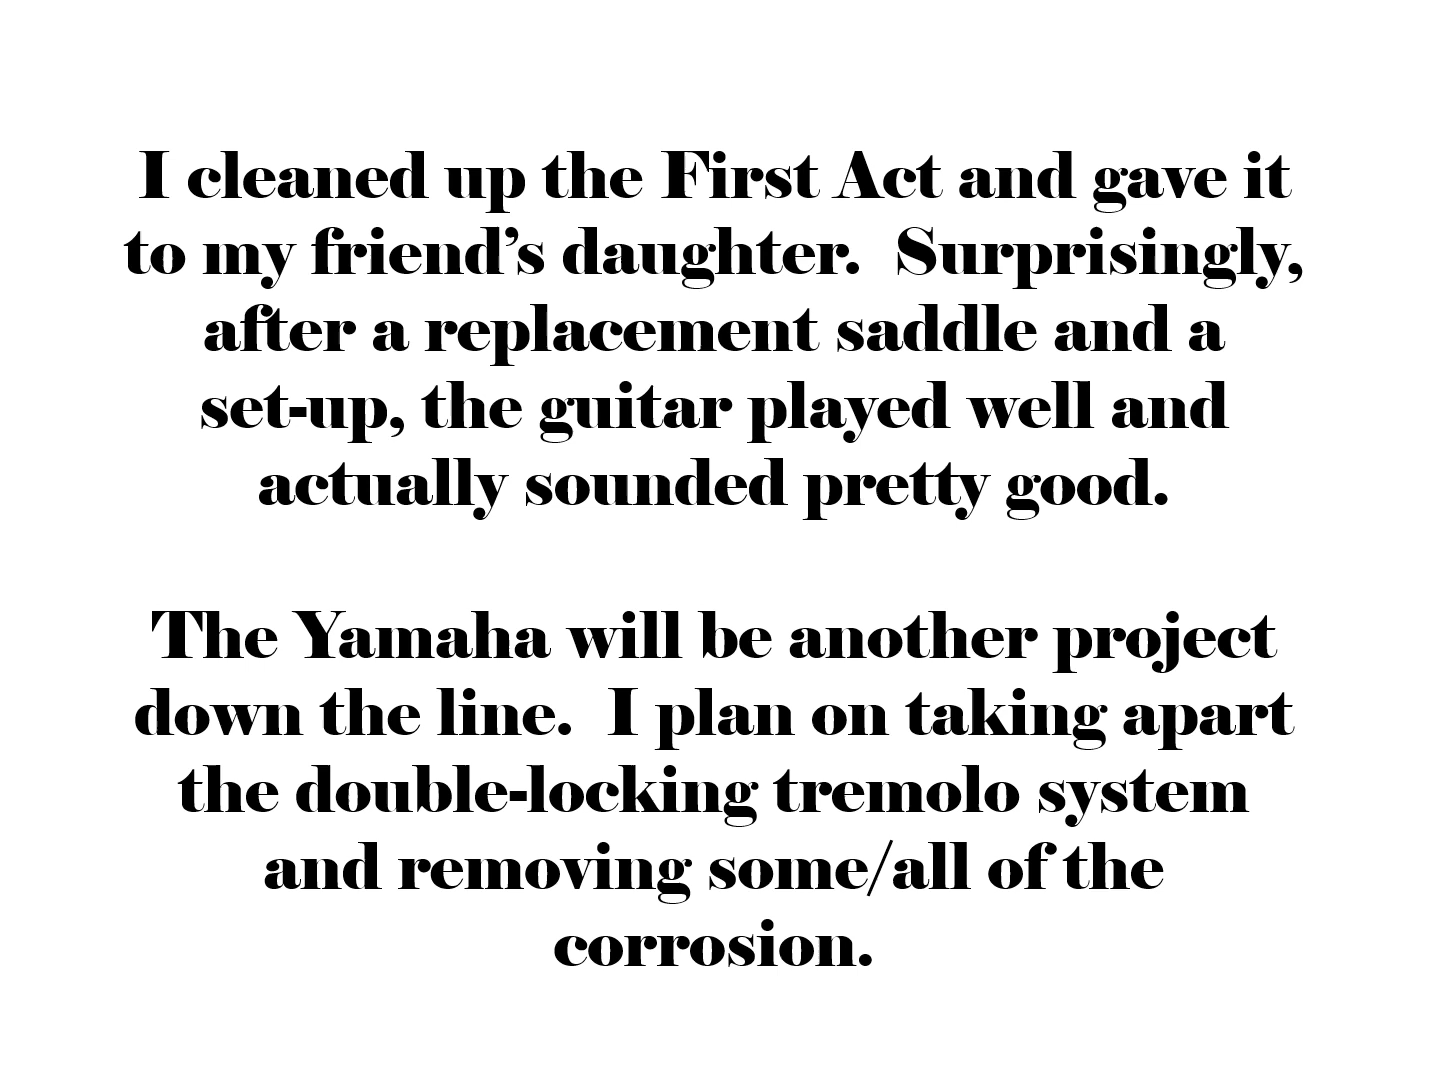 I cleaned up the First Act and gave it
to my friend’s daughter.  Surprisingly,
after a replacement saddle and a
set-up, the guitar played well and
actually sounded pretty good.

The Yamaha will be another project
down the line.  I plan on taking apart
the double-locking tremolo system
and removing some/all of the
corrosion.